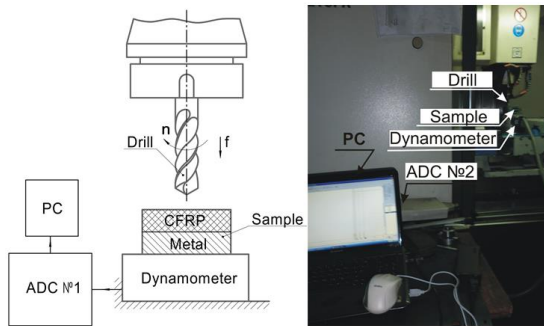 n
f
Drill
PC
CFRP
Sample
Metal
Dynamometer
ADC №1
Drill
Sample
Dynamometer
PC
ADC №2